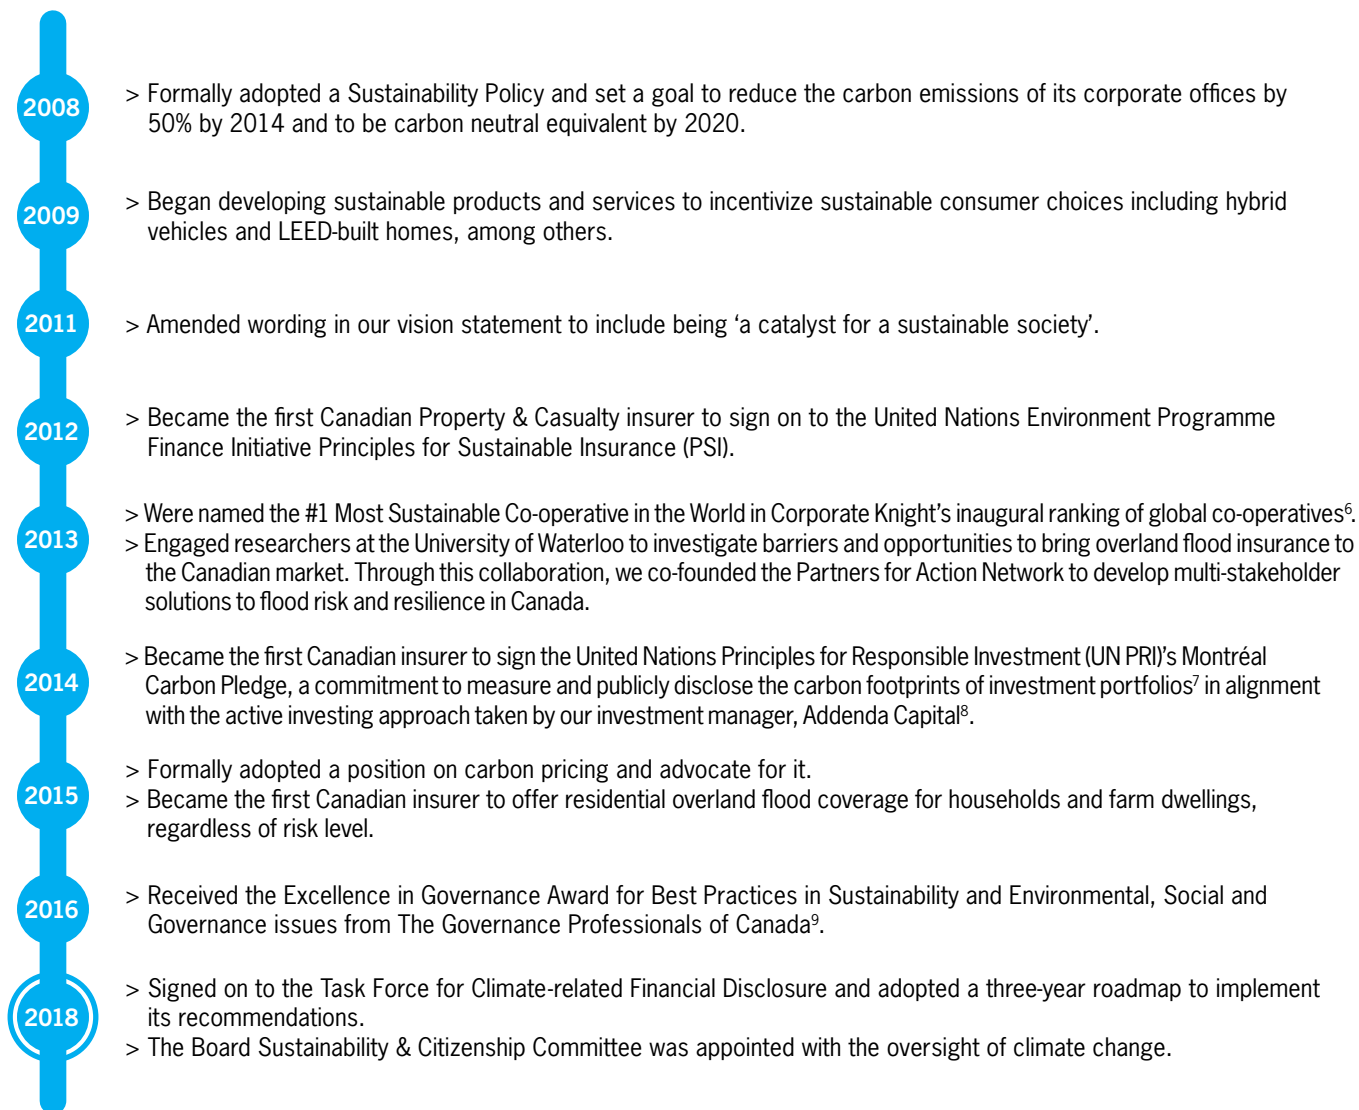 2008
> Formally adopted a Sustainability Policy and set a goal to reduce the carbon emissions of its corporate offices by
50% by 2014 and to be carbon neutral equivalent by 2020.
2009
> Began developing sustainable products and services to incentivize sustainable consumer choices including hybrid
vehicles and LEED-built homes, among others.
2011
> Amended wording in our vision statement to include being ‘a catalyst for a sustainable society’.
2012
> Became the first Canadian Property & Casualty insurer to sign on to the United Nations Environment Programme
Finance Initiative Principles for Sustainable Insurance (PSI).
2013
> Were named the #1 Most Sustainable Co-operative in the World in Corporate Knight’s inaugural ranking of global co-operatives⁶.
> Engaged researchers at the University of Waterloo to investigate barriers and opportunities to bring overland flood insurance to
the Canadian market. Through this collaboration, we co-founded the Partners for Action Network to develop multi-stakeholder
solutions to flood risk and resilience in Canada.
2014
> Became the first Canadian insurer to sign the United Nations Principles for Responsible Investment (UN PRI)’s Montréal
Carbon Pledge, a commitment to measure and publicly disclose the carbon footprints of investment portfolios⁷ in alignment
with the active investing approach taken by our investment manager, Addenda Capital⁸.
2015
> Formally adopted a position on carbon pricing and advocate for it.
> Became the first Canadian insurer to offer residential overland flood coverage for households and farm dwellings,
regardless of risk level.
2016
> Received the Excellence in Governance Award for Best Practices in Sustainability and Environmental, Social and
Governance issues from The Governance Professionals of Canada⁹.
2018
> Signed on to the Task Force for Climate-related Financial Disclosure and adopted a three-year roadmap to implement
its recommendations.
> The Board Sustainability & Citizenship Committee was appointed with the oversight of climate change.